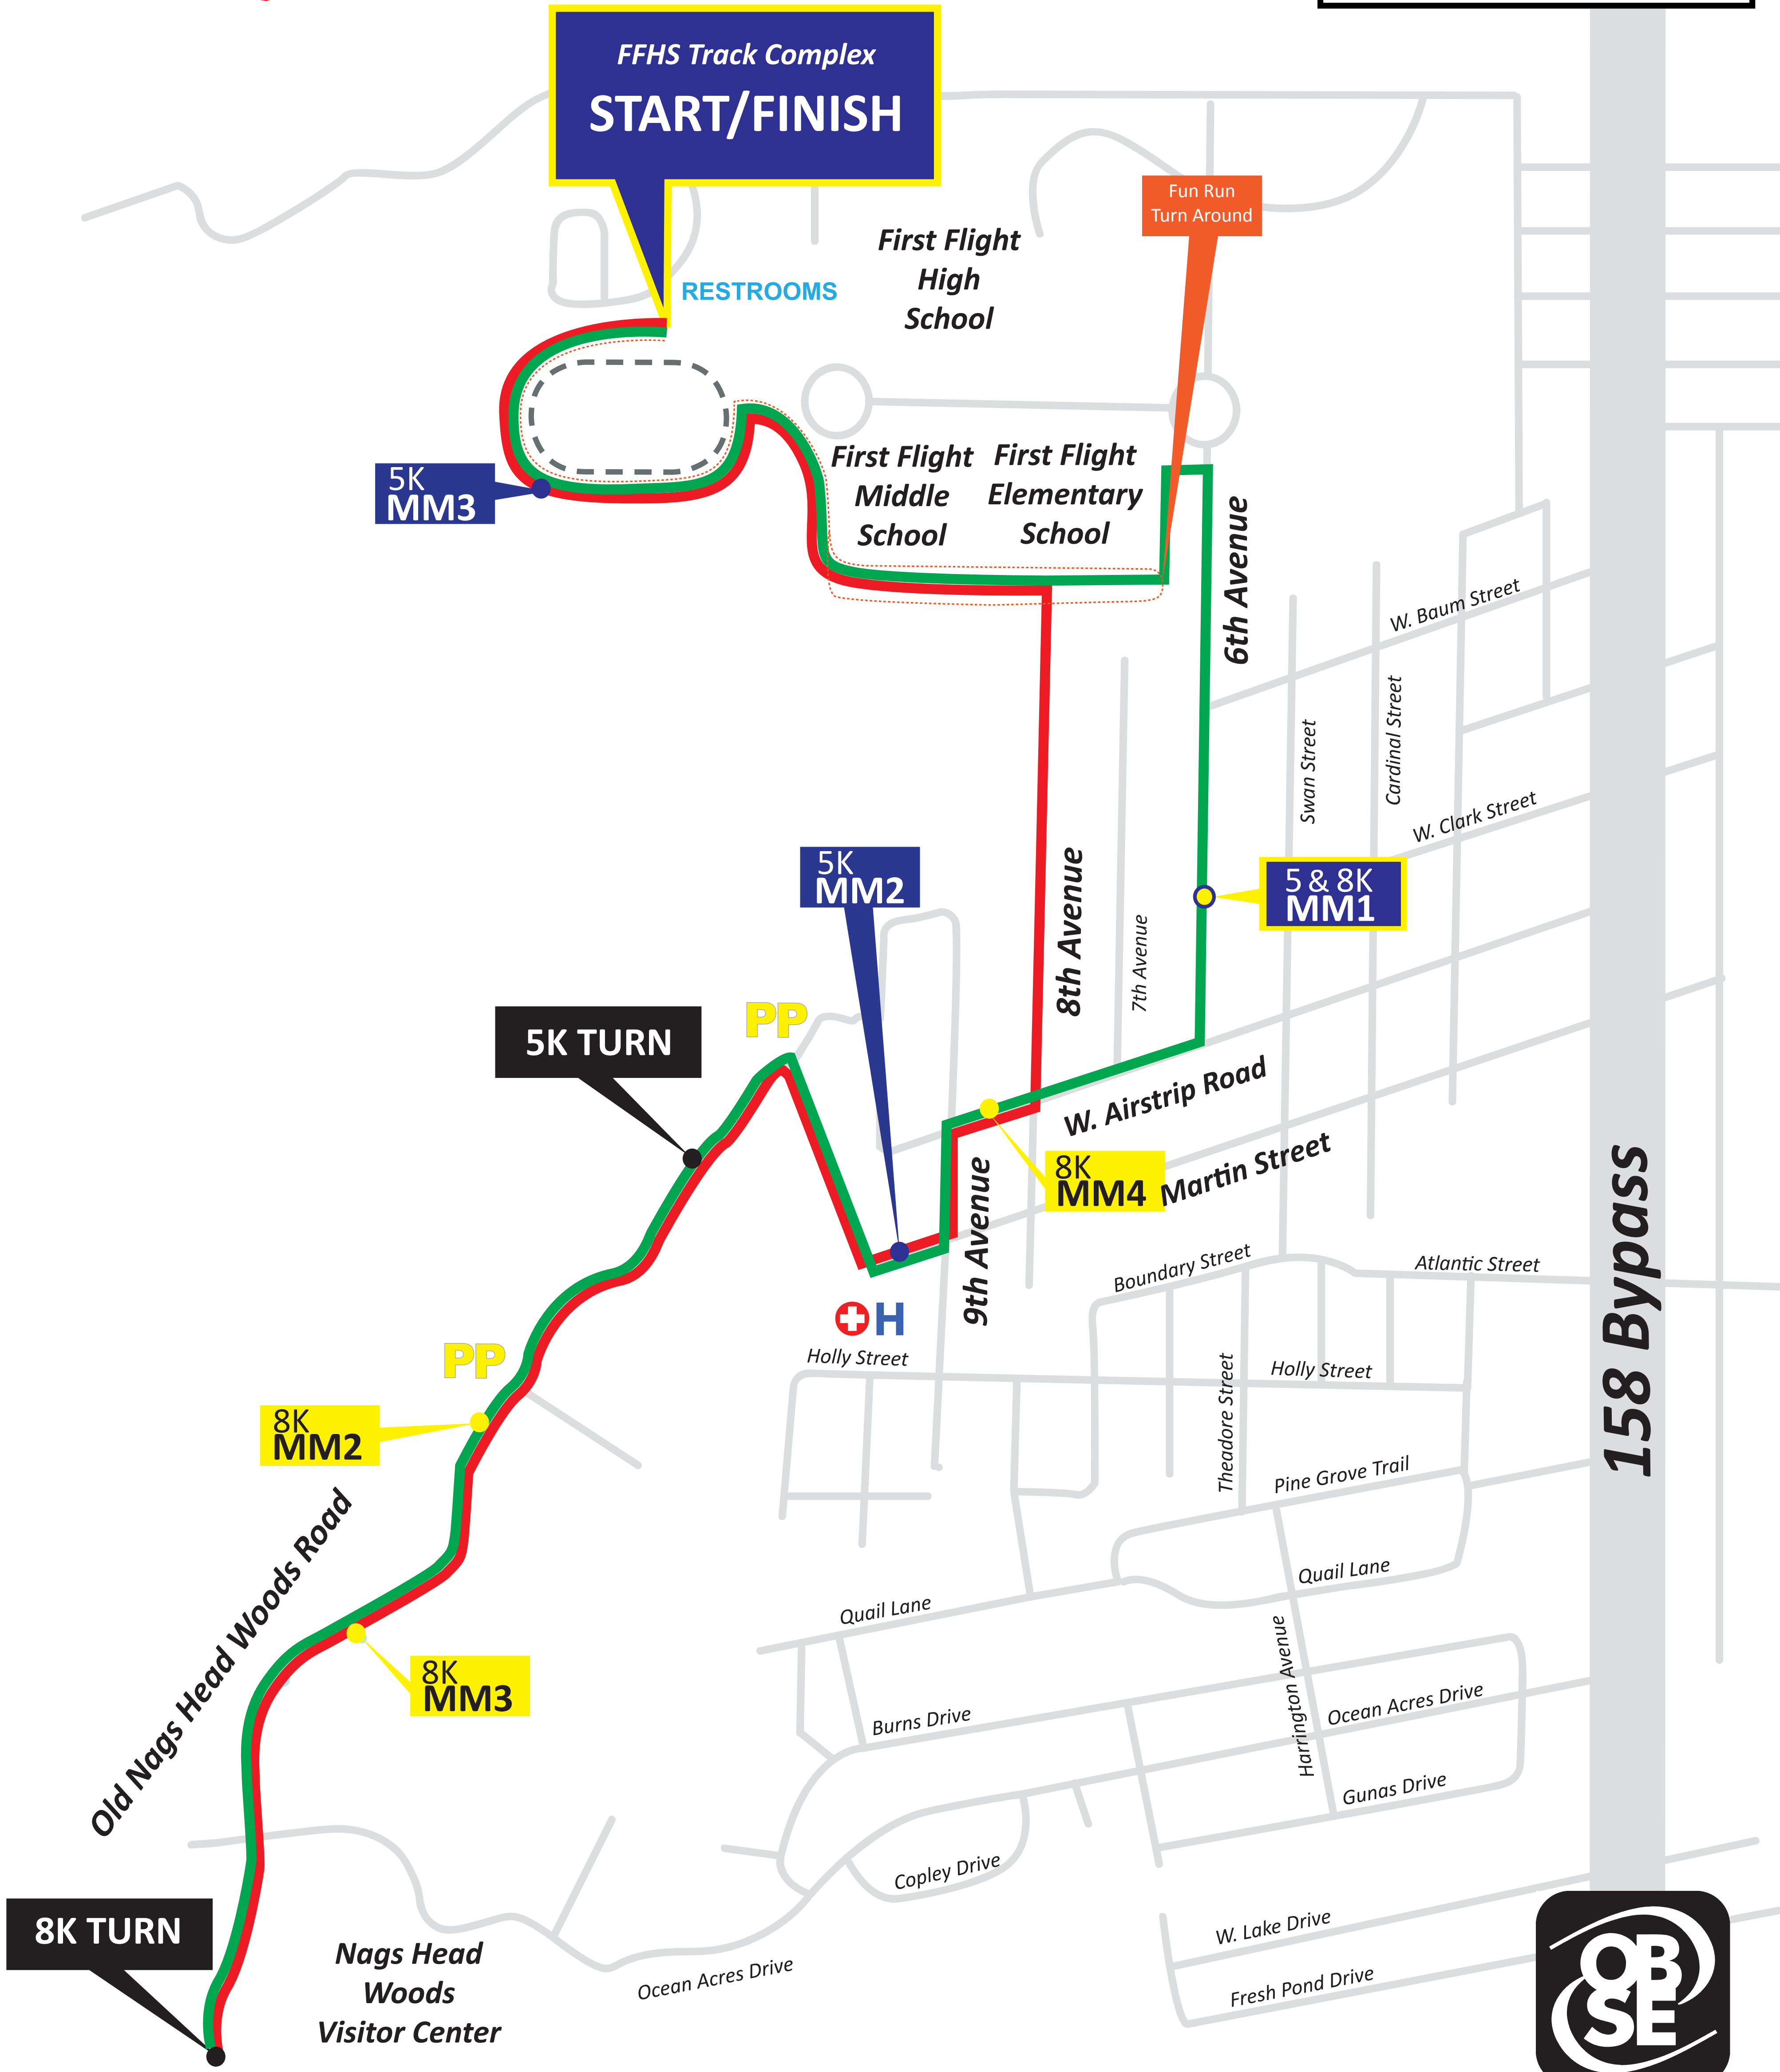 FFHS Track Complex
START/FINISH
Fun Run
Turn Around
First Flight
High
School
RESTROOMS
First Flight
Middle
School
First Flight
Elementary
School
5K
MM3
6th Avenue
W. Baum Street
Swan Street
Cardinal Street
W. Clark Street
5K
MM2
8th Avenue
7th Avenue
5 & 8K
MM1
PP
5K TURN
W. Airstrip Road
8K
MM4
Martin Street
9th Avenue
158 Bypass
Boundary Street
Atlantic Street
H
Holly Street
Holly Street
Theadore Street
PP
8K
MM2
Pine Grove Trail
Old Nags Head Woods Road
Quail Lane
Quail Lane
8K
MM3
Harrington Avenue
Burns Drive
Ocean Acres Drive
Gunas Drive
Copley Drive
8K TURN
Nags Head
Woods
Visitor Center
Ocean Acres Drive
W. Lake Drive
Fresh Pond Drive
OB
SE